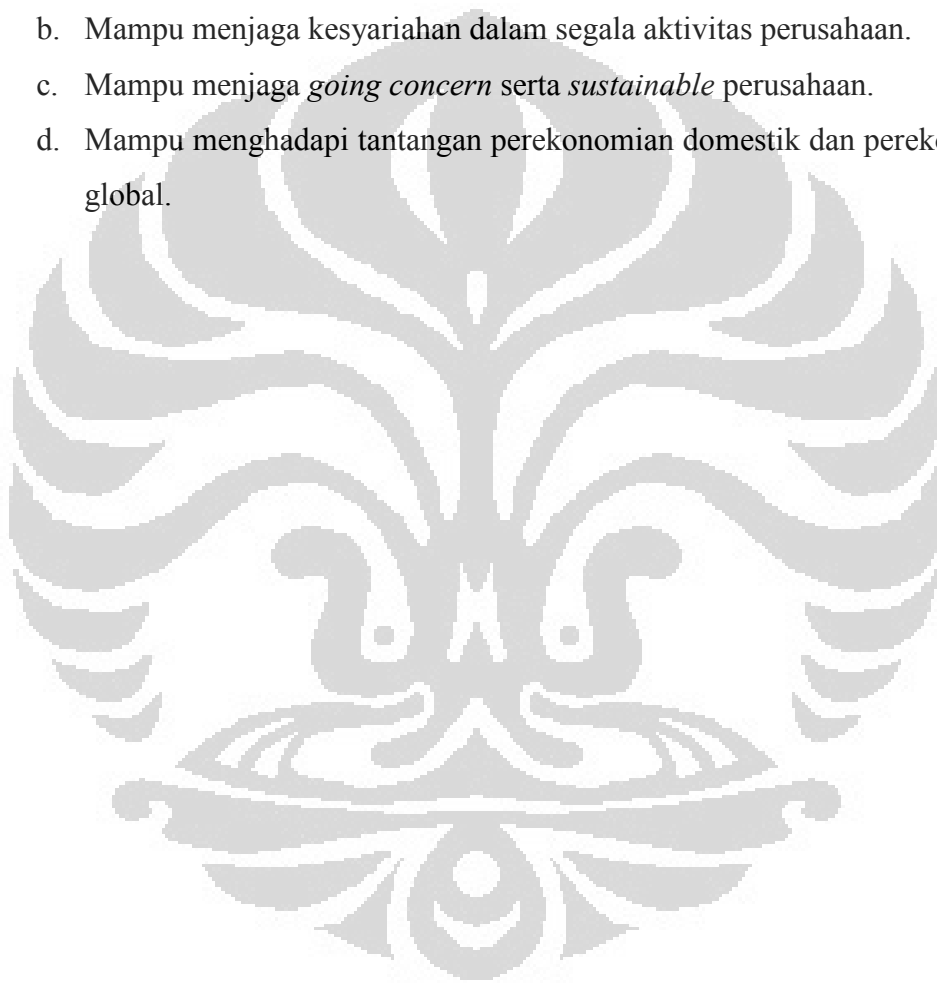 b. Mampu menjaga kesyariahan dalam segala aktivitas perusahaan.
c. Mampu menjaga going concern serta sustainable perusahaan.
d. Mampu menghadapi tantangan perekonomian domestik dan
global.